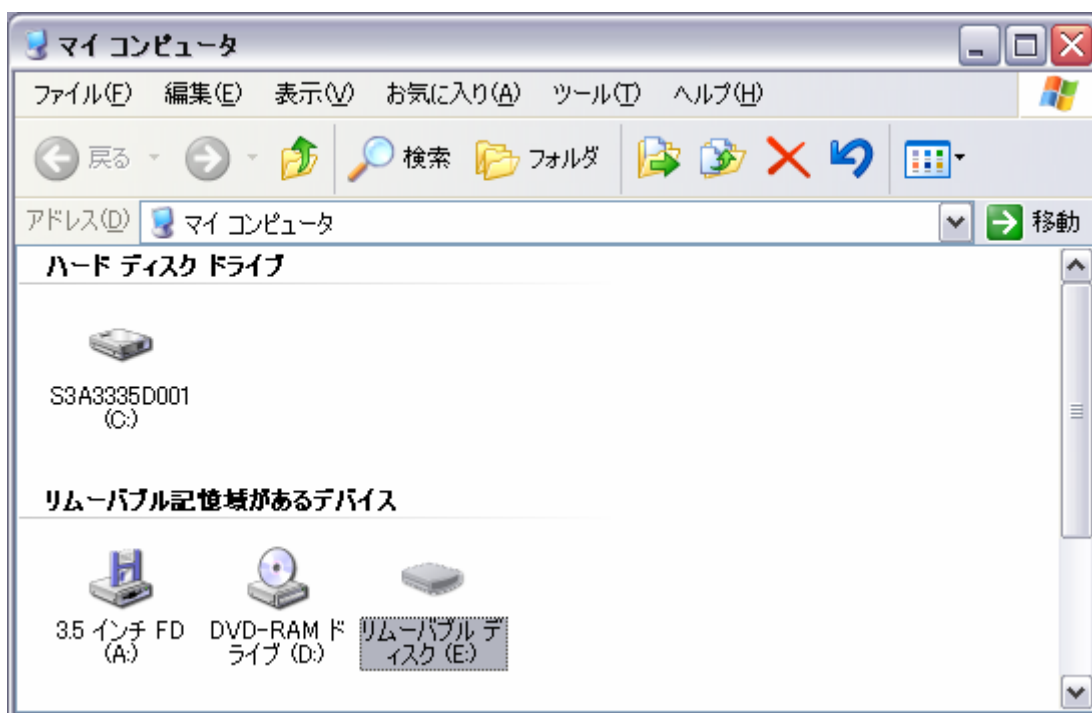 マイ コンピュータ
ファイル(F) 編集(E) 表示(V) お気に入り(A) ツール(T) ヘルプ(H)
戻る 検索 フォルダ
アドレス(D) マイ コンピュータ 移動
ハード ディスク ドライブ
S3A3335D001
(C:)
リムーバブル記憶域があるデバイス
3.5 インチ FD
(A:)
DVD-RAM ド
ライブ (D:)
リムーバブル デ
ィスク (E:)